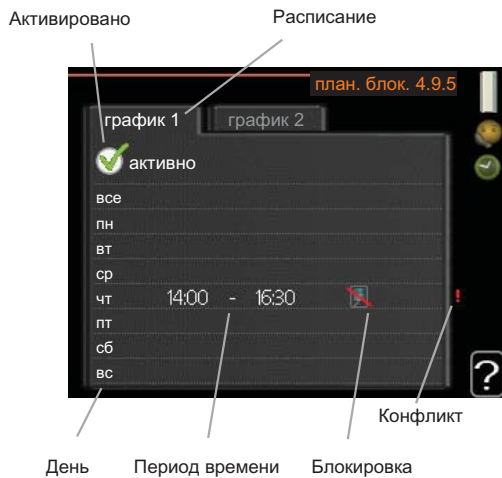 Активировано
Расписание
план. блок. 4.9.5
график 1
график 2
активно
все
пн
вт
ср
чт 14:00 - 16:30 !
пт
сб
вс
?
Конфликт
День
Период времени
Блокировка